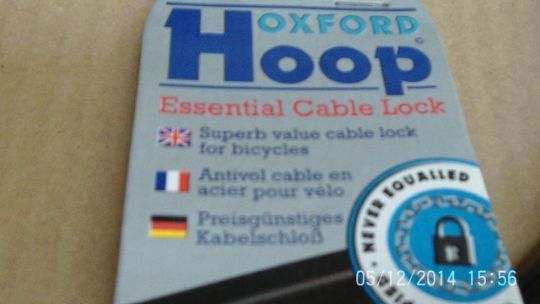 OXFORD
Hoop©
Essential Cable Lock
Superb value cable lock
for bicycles
Antivol cable en
acier pour vélo
Preisgünstiges
Kabelschloß
NEVER EQUALLED
05/12/2014 15:56